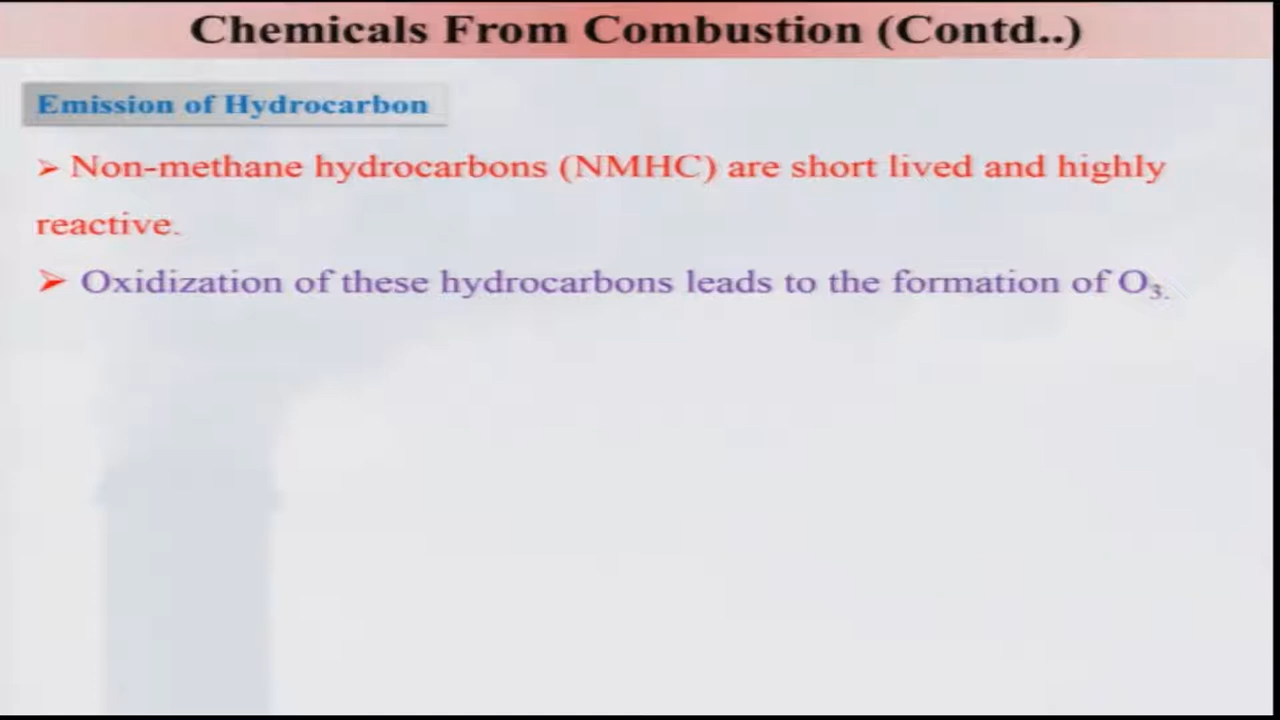 Chemicals From Combustion (Contd..)
Emission of Hydrocarbon
➢ Non-methane hydrocarbons (NMHC) are short lived and highly
reactive.
➢ Oxidization of these hydrocarbons leads to the formation of O₃.